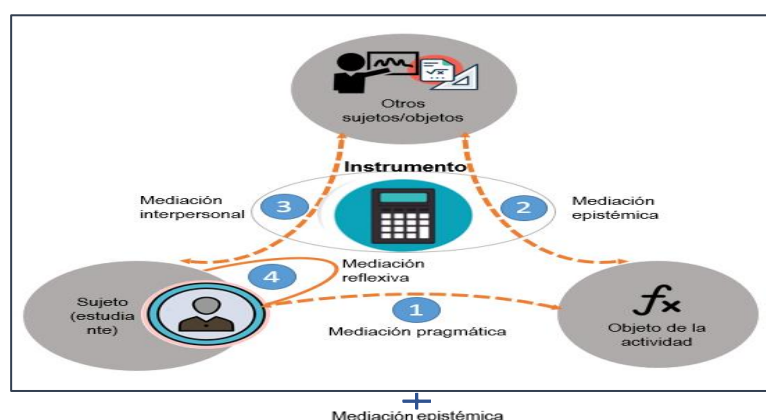 Otros
sujetos/objetos
Instrumento
Mediación
interpersonal
3
2
Mediación
epistémica
4
Mediación
reflexiva
Sujeto
(estudia
nte)
1
Mediación pragmática
fx
Objeto de la
actividad
+
Mediación epistémica